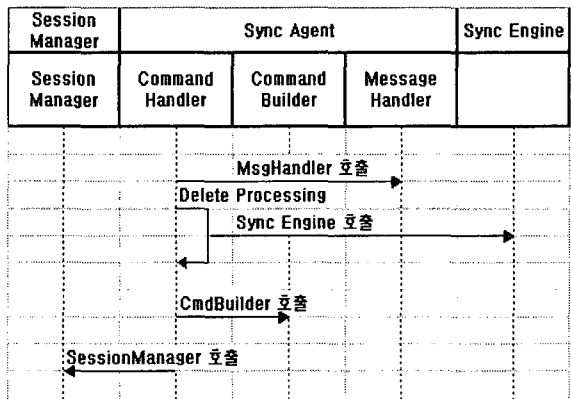 Session
Manager
Sync Agent
Sync Engine
Session
Manager
Command
Handler
Command
Builder
Message
Handler
MsgHandler 호출
Delete Processing
Sync Engine 호출
CmdBuilder 호출
SessionManager 호출